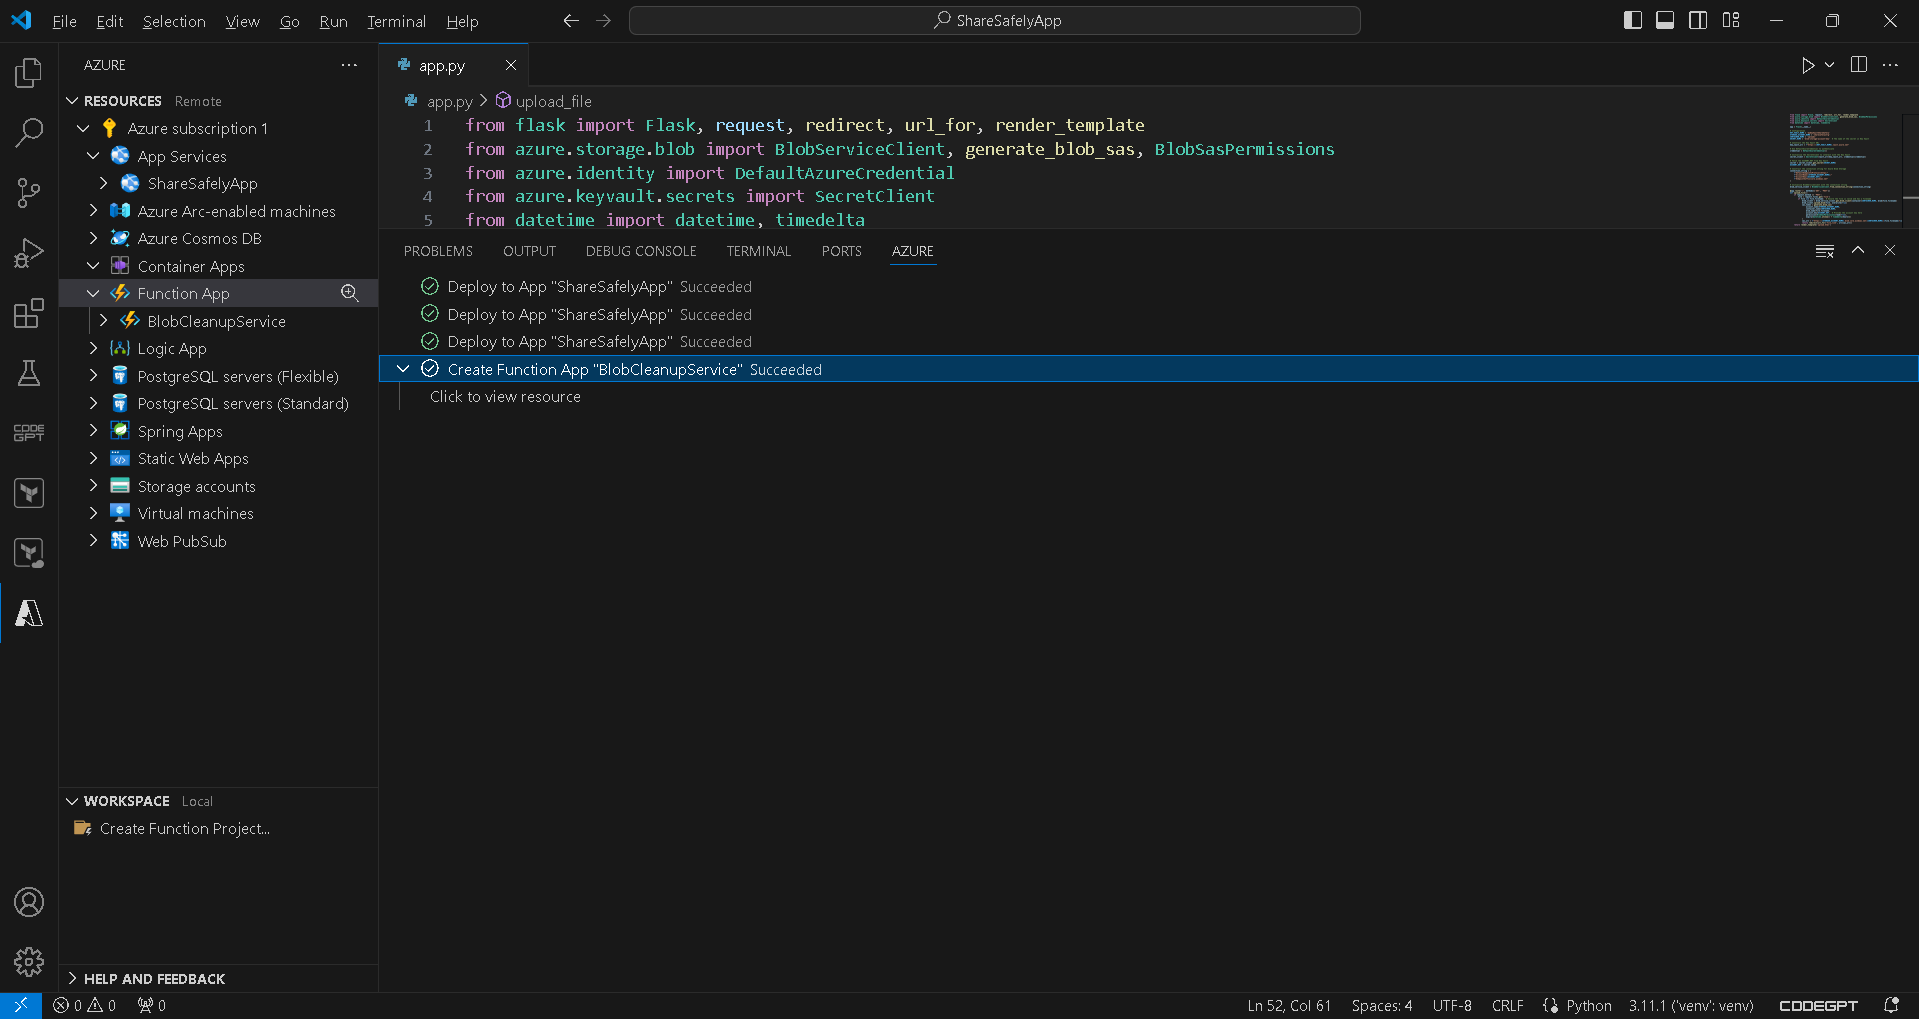 File Edit Selection View Go Run Terminal Help
ShareSafelyApp
AZURE
RESOURCES Remote
Azure subscription 1
App Services
ShareSafelyApp
Azure Arc-enabled machines
Azure Cosmos DB
Container Apps
Function App
BlobCleanupService
Logic App
PostgreSQL servers (Flexible)
PostgreSQL servers (Standard)
Spring Apps
Static Web Apps
Storage accounts
Virtual machines
Web PubSub
WORKSPACE Local
Create Function Project...
HELP AND FEEDBACK
CODE GPT
app.py
app.py > upload_file
1 from flask import Flask, request, redirect, url_for, render_template
2 from azure.storage.blob import BlobServiceClient, generate_blob_sas, BlobSasPermissions
3 from azure.identity import DefaultAzureCredential
4 from azure.keyvault.secrets import SecretClient
5 from datetime import datetime, timedelta
PROBLEMS OUTPUT DEBUG CONSOLE TERMINAL PORTS AZURE
Deploy to App "ShareSafelyApp" Succeeded
Deploy to App "ShareSafelyApp" Succeeded
Deploy to App "ShareSafelyApp" Succeeded
Create Function App "BlobCleanupService" Succeeded
Click to view resource
0 0 0
Ln 52, Col 61 Spaces: 4 UTF-8 CRLF Python 3.11.1 ('venv': venv) CODEGPT